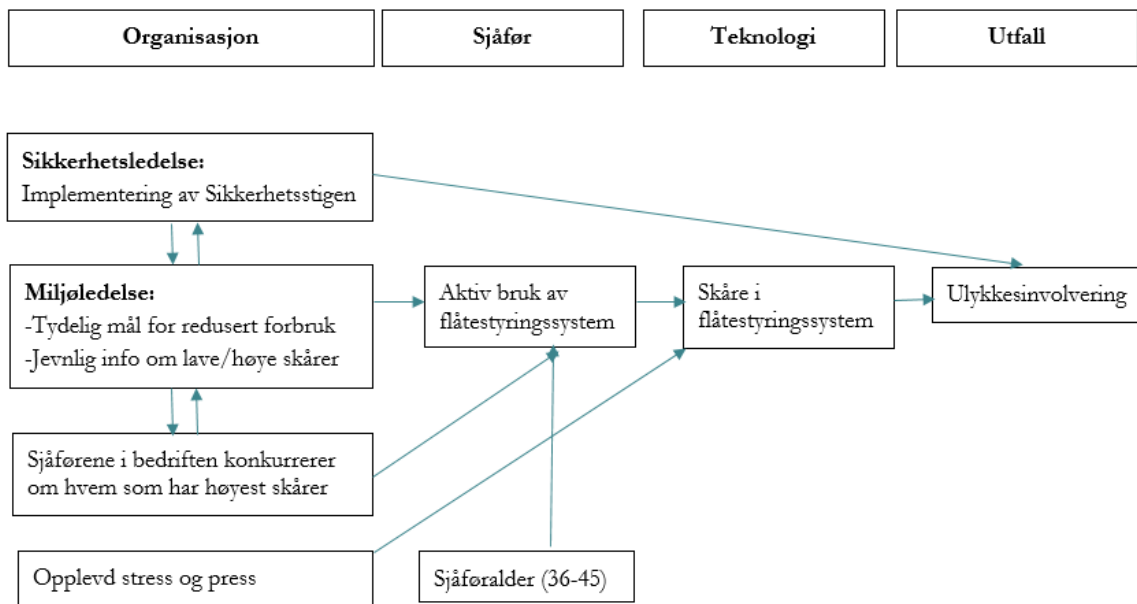 Organisasjon
Sjåfør
Teknologi
Utfall
Sikkerhetsledelse:
Implementering av Sikkerhetsstigen
Miljøledelse:
-Tydelig mål for redusert forbruk
-Jevnlig info om lave/høye skårer
Aktiv bruk av
flåtestyringssystem
Skåre i
flåtestyringssystem
Ulykkesinvolvering
Sjåførene i bedriften konkurrerer
om hvem som har høyest skårer
Opplevd stress og press
Sjåføralder (36-45)